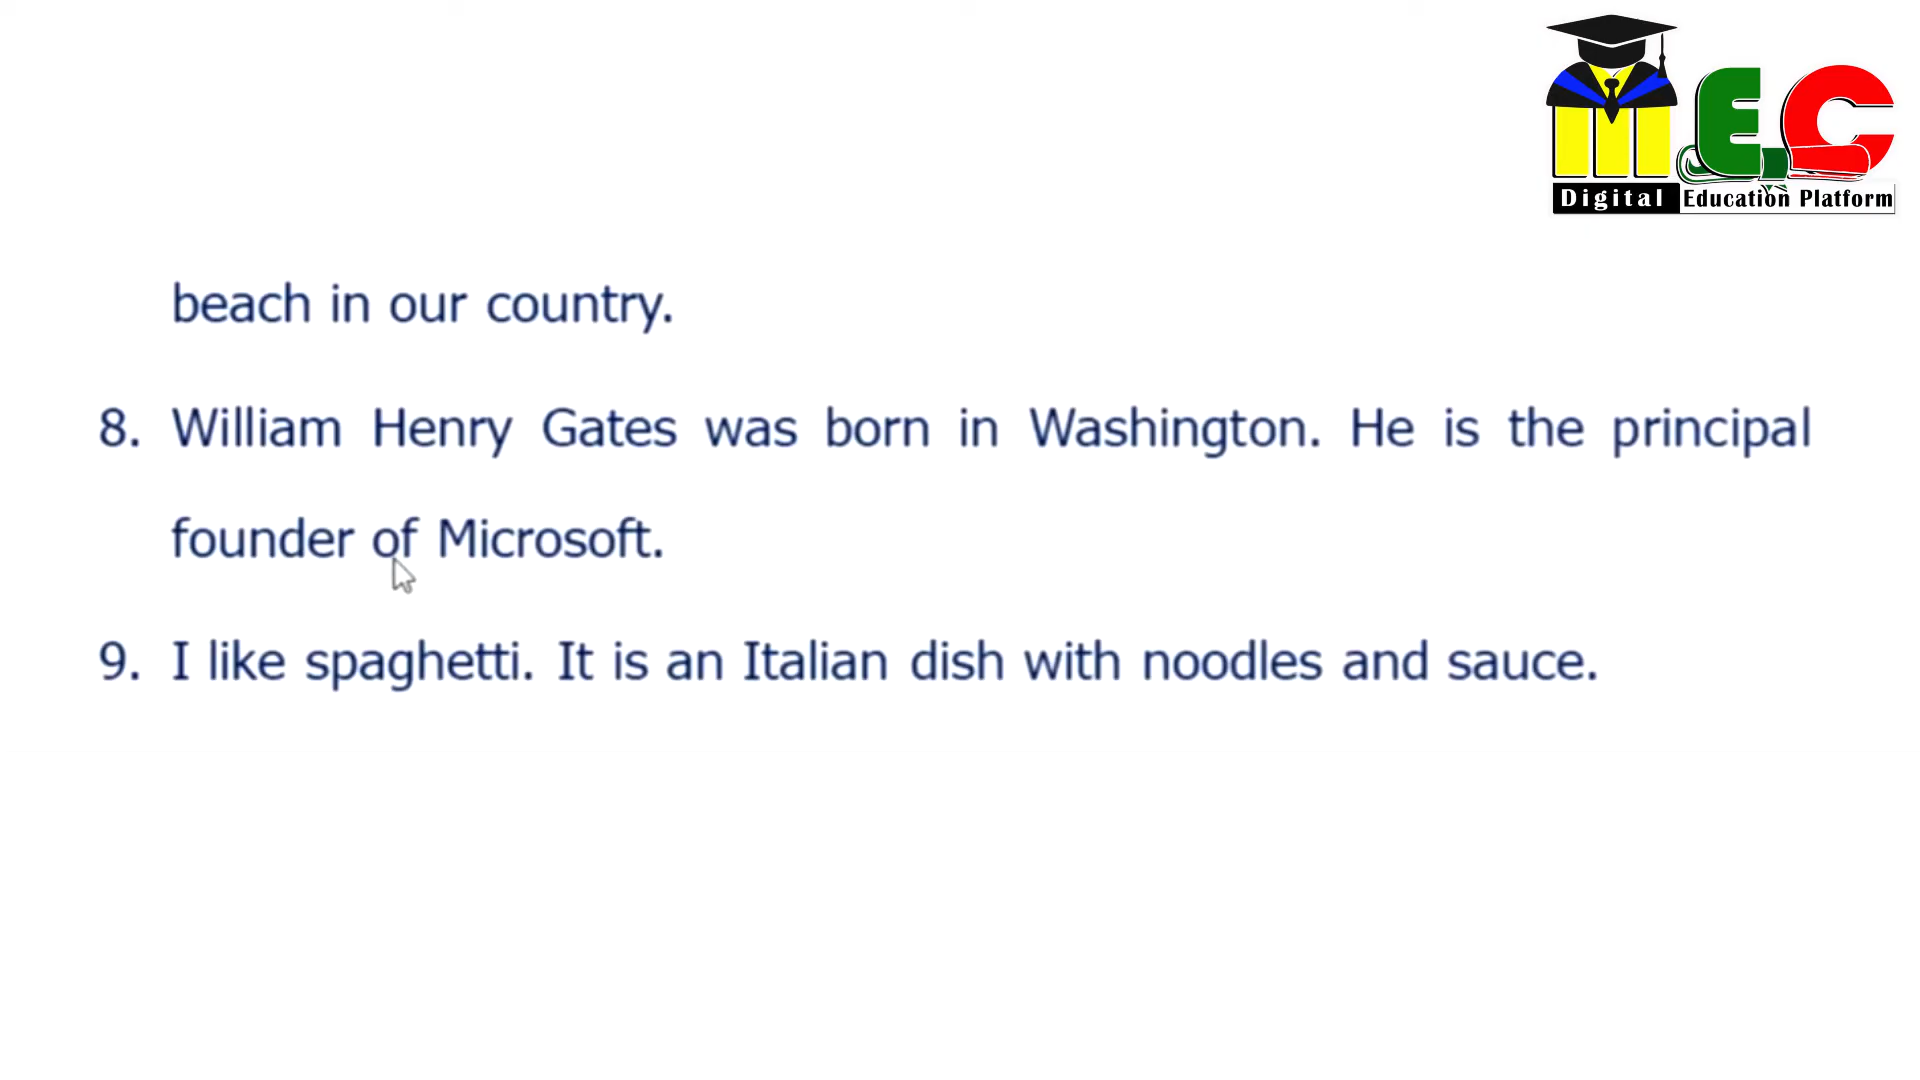 M.E.C
Digital Education Platform
beach in our country.
8. William Henry Gates was born in Washington. He is the principal
founder of Microsoft.
9. I like spaghetti. It is an Italian dish with noodles and sauce.